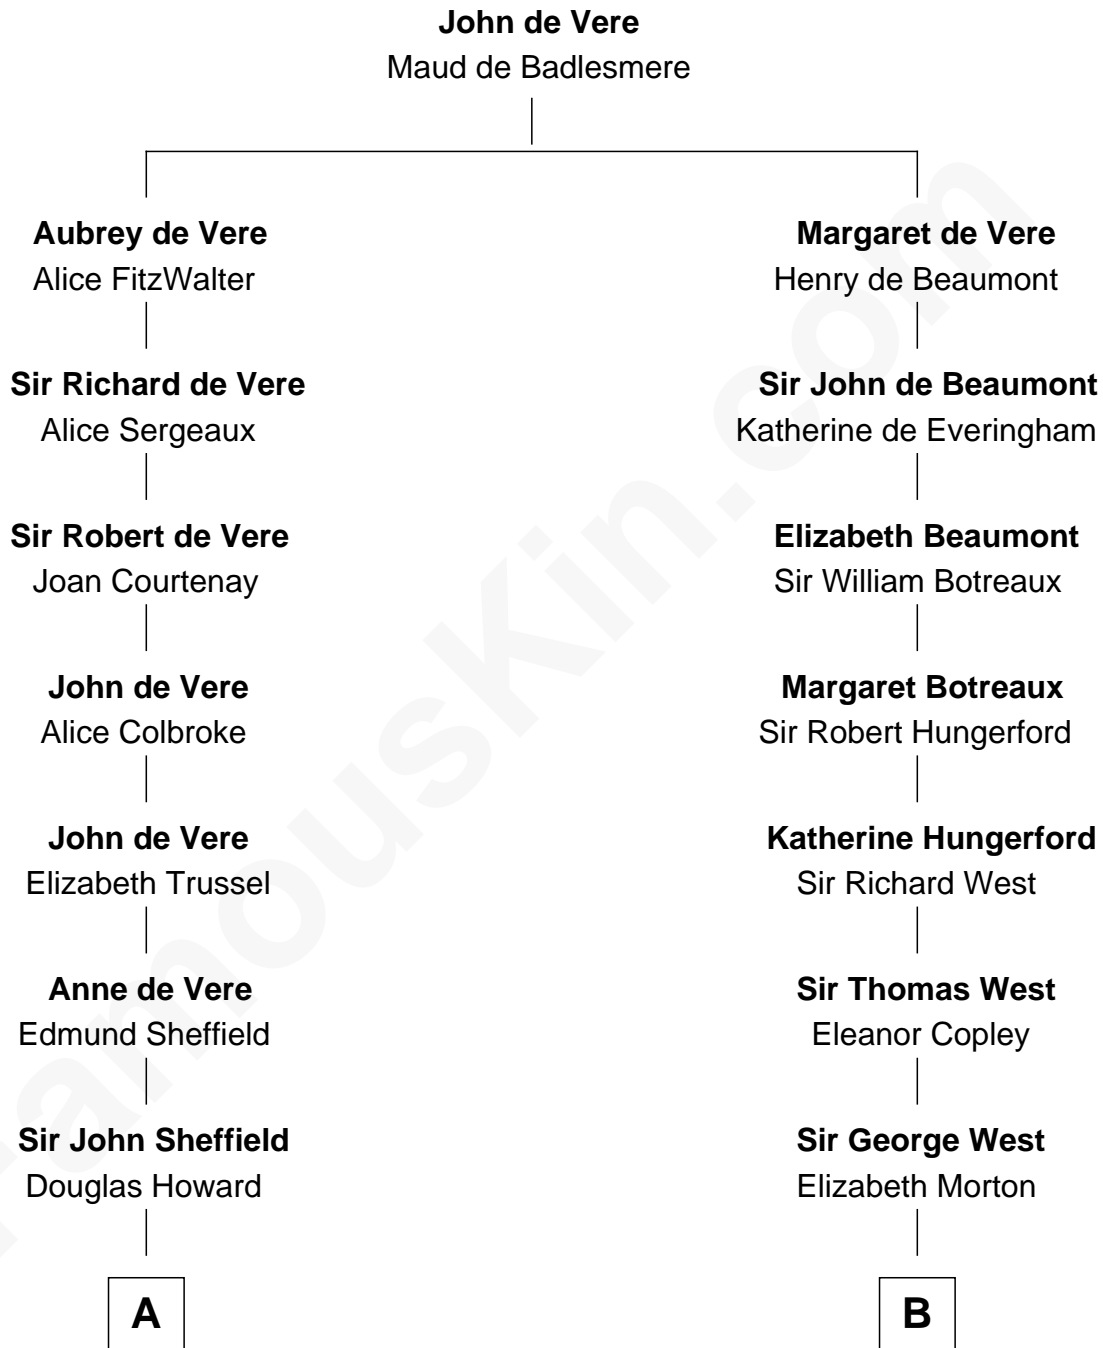 John de Vere
Maud de Badlesmere
Aubrey de Vere
Alice FitzWalter
Margaret de Vere
Henry de Beaumont
Sir Richard de Vere
Alice Sergeaux
Sir John de Beaumont
Katherine de Everingham
Sir Robert de Vere
Joan Courtenay
Elizabeth Beaumont
Sir William Botreaux
John de Vere
Alice Colbroke
Margaret Botreaux
Sir Robert Hungerford
John de Vere
Elizabeth Trussel
Katherine Hungerford
Sir Richard West
Anne de Vere
Edmund Sheffield
Sir Thomas West
Eleanor Copley
Sir John Sheffield
Douglas Howard
Sir George West
Elizabeth Morton
A
B
FamousKin.com